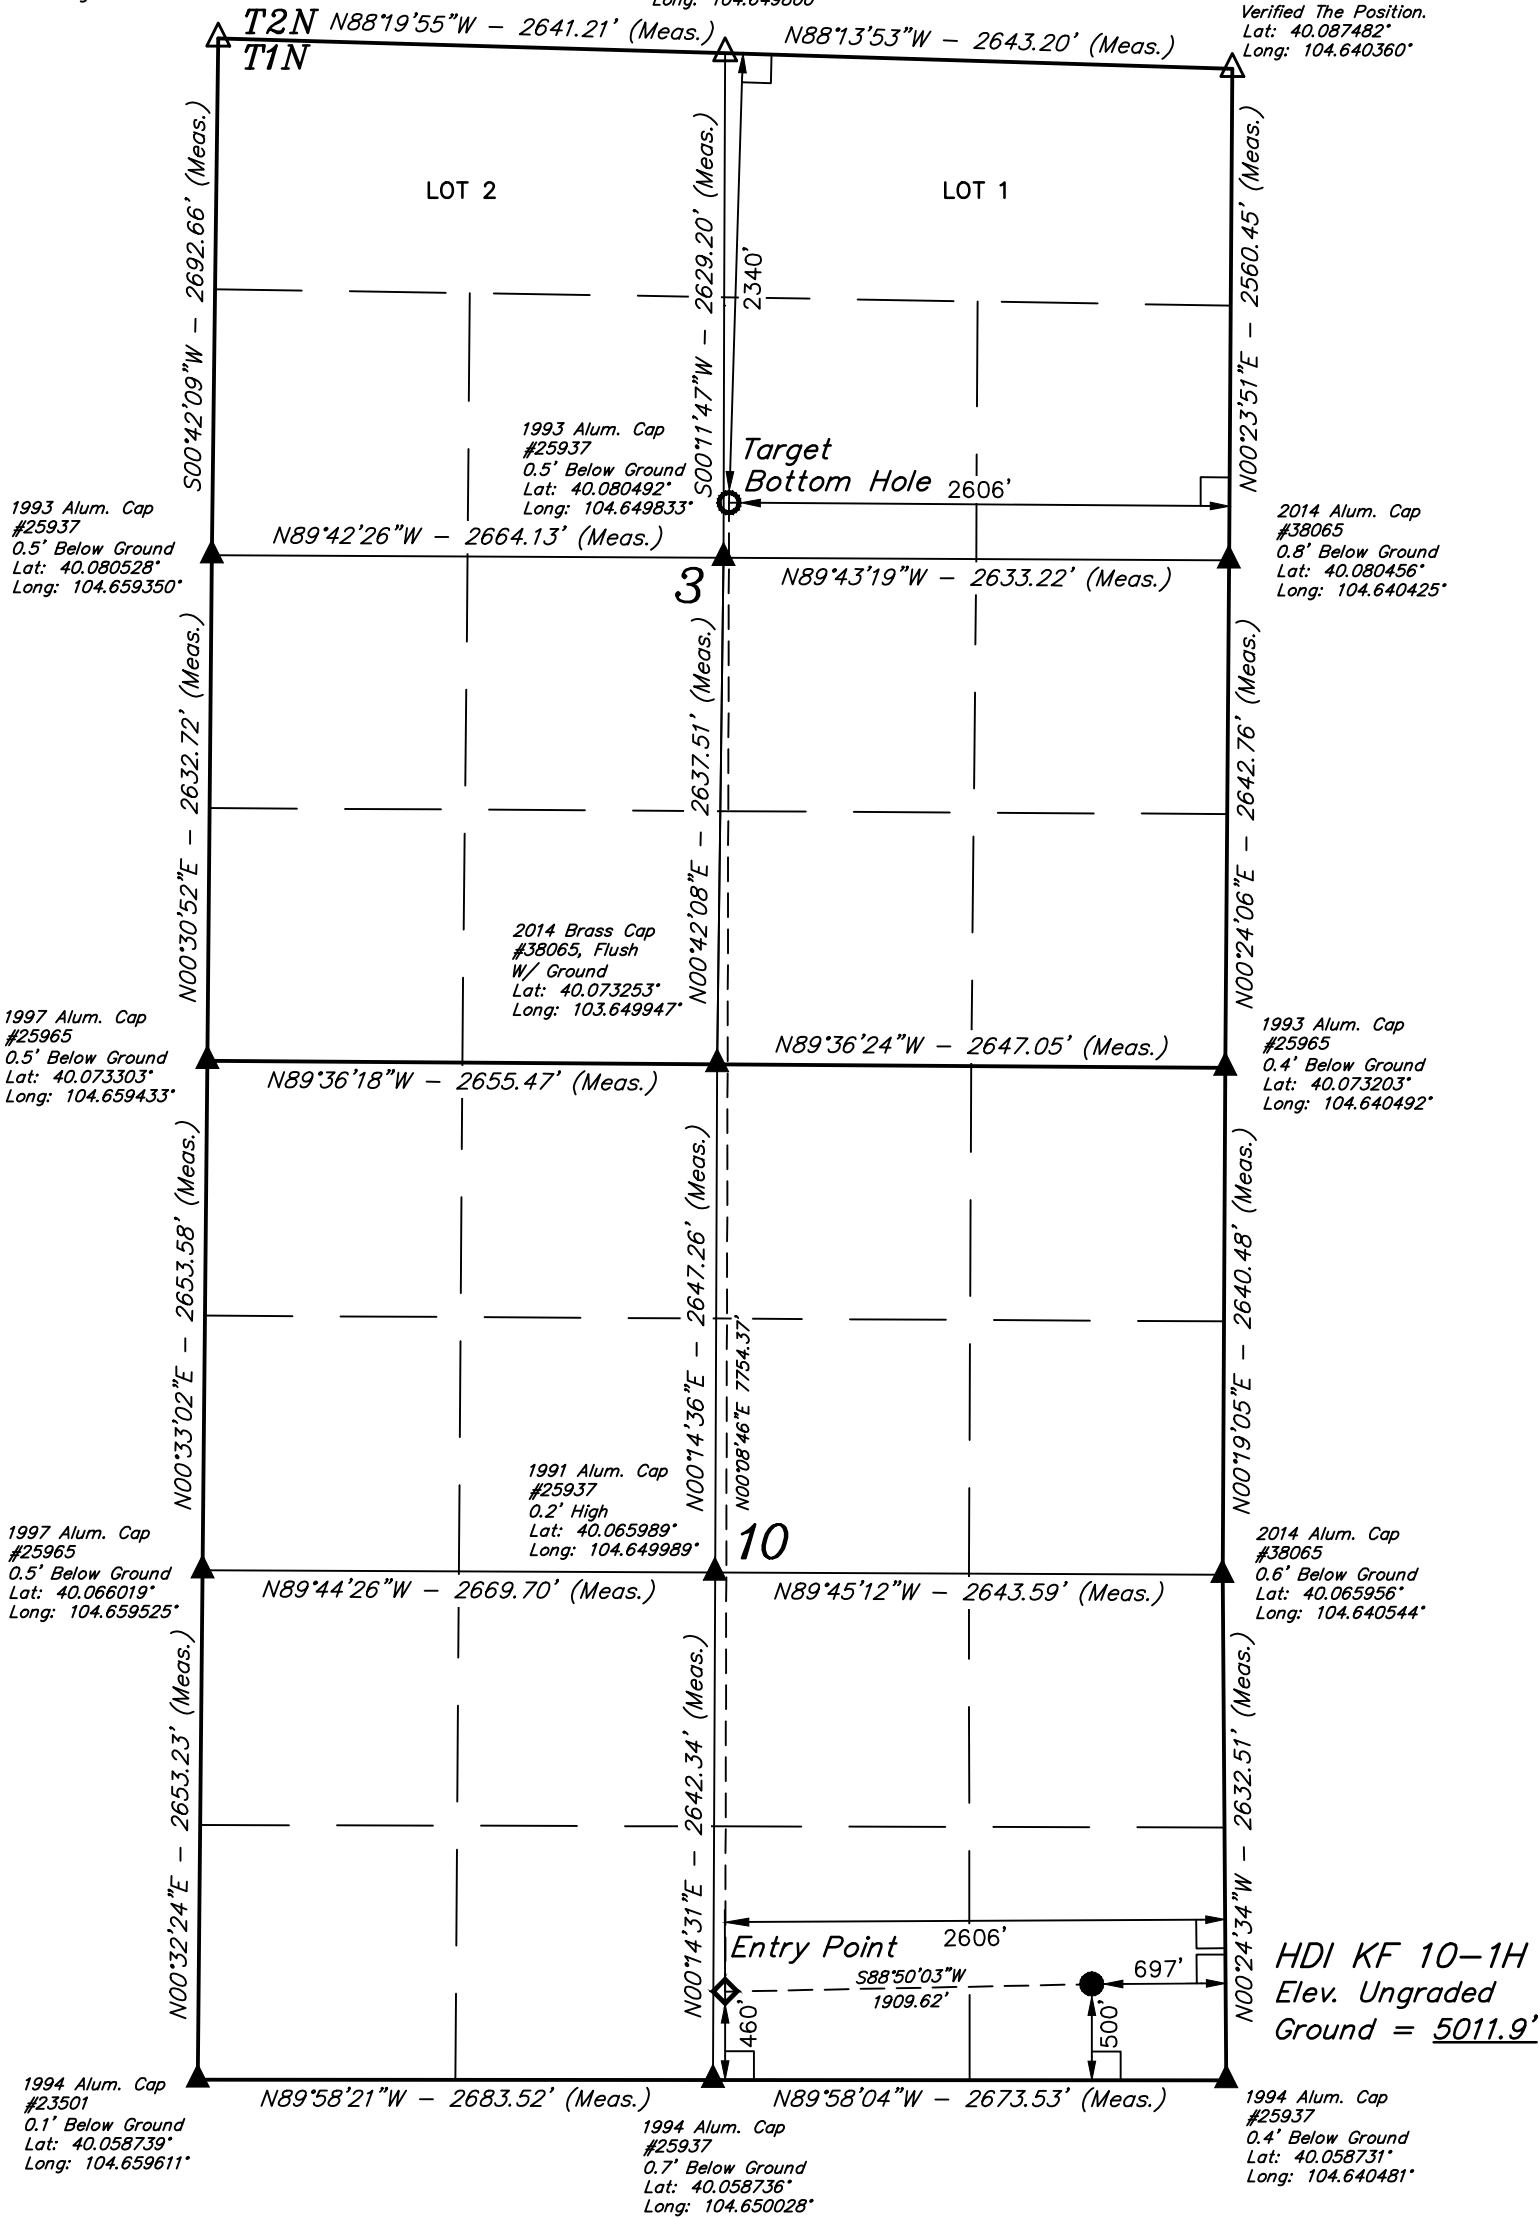 Verified The Position.
Lat: 40.087482°
Long: 104.640360°
T2N
T1N
N88°19'55"W - 2641.21' (Meas.)
N88°13'53"W - 2643.20' (Meas.)
S00°42'09"W - 2692.66' (Meas.)
LOT 2
S00°11'47"W - 2629.20' (Meas.)
2340'
LOT 1
N00°23'51"E - 2560.45' (Meas.)
1993 Alum. Cap
#25937
0.5' Below Ground
Lat: 40.080492°
Long: 104.649833°
Target
Bottom Hole
2606'
1993 Alum. Cap
#25937
0.5' Below Ground
Lat: 40.080528°
Long: 104.659350°
N89°42'26"W - 2664.13' (Meas.)
3
N89°43'19"W - 2633.22' (Meas.)
2014 Alum. Cap
#38065
0.8' Below Ground
Lat: 40.080456°
Long: 104.640425°
N00°30'52"E - 2632.72' (Meas.)
N00°42'08"E - 2637.51' (Meas.)
N00°24'06"E - 2642.76' (Meas.)
2014 Brass Cap
#38065, Flush
W/ Ground
Lat: 40.073253°
Long: 103.649947°
1997 Alum. Cap
#25965
0.5' Below Ground
Lat: 40.073303°
Long: 104.659433°
N89°36'18"W - 2655.47' (Meas.)
N89°36'24"W - 2647.05' (Meas.)
1993 Alum. Cap
#25965
0.4' Below Ground
Lat: 40.073203°
Long: 104.640492°
N00°33'02"E - 2653.58' (Meas.)
N00°14'36"E - 2647.26' (Meas.)
N00°08'46"E 7754.37'
N00°19'05"E - 2640.48' (Meas.)
1991 Alum. Cap
#25937
0.2' High
Lat: 40.065989°
Long: 104.649989°
10
1997 Alum. Cap
#25965
0.5' Below Ground
Lat: 40.066019°
Long: 104.659525°
N89°44'26"W - 2669.70' (Meas.)
N89°45'12"W - 2643.59' (Meas.)
2014 Alum. Cap
#38065
0.6' Below Ground
Lat: 40.065956°
Long: 104.640544°
N00°32'24"E - 2653.23' (Meas.)
N00°14'31"E - 2642.34' (Meas.)
N00°24'34"W - 2632.51' (Meas.)
Entry Point
2606'
S88°50'03"W
1909.62'
697'
460'
500'
HDI KF 10-1H
Elev. Ungraded
Ground = 5011.9'
1994 Alum. Cap
#23501
0.1' Below Ground
Lat: 40.058739°
Long: 104.659611°
N89°58'21"W - 2683.52' (Meas.)
N89°58'04"W - 2673.53' (Meas.)
1994 Alum. Cap
#25937
0.7' Below Ground
Lat: 40.058736°
Long: 104.650028°
1994 Alum. Cap
#25937
0.4' Below Ground
Lat: 40.058731°
Long: 104.640481°